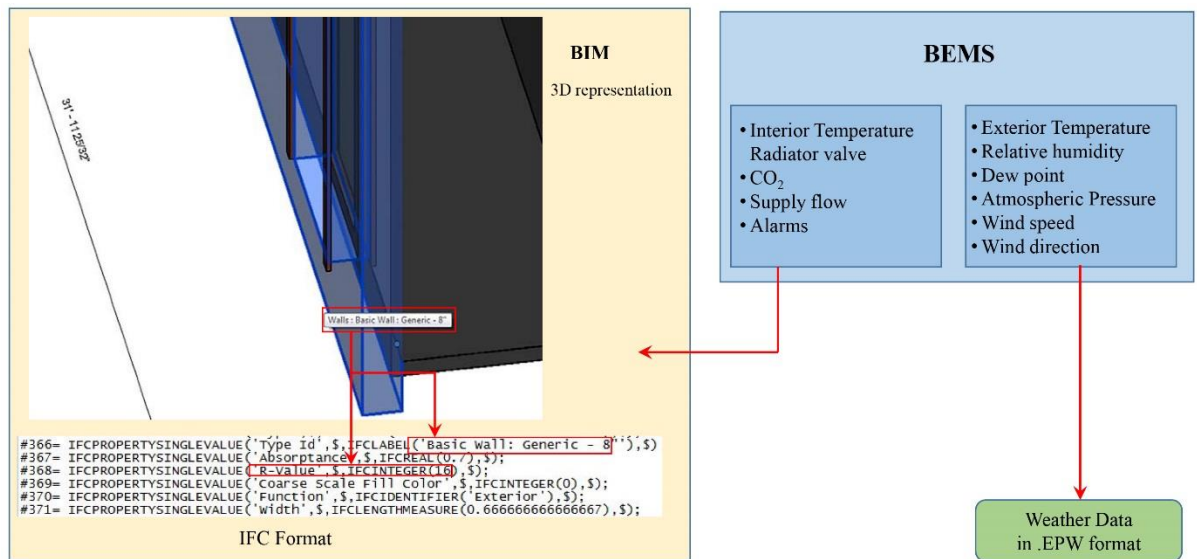 BIM
3D representation
31' - 11 25/32"
Walls : Basic Wall : Generic - 8"
#366= IFCPROPERTYSINGLEVALUE('Type Id',$,IFCLABEL('Basic Wall: Generic - 8"'),$)
#367= IFCPROPERTYSINGLEVALUE('Absorptance',$,IFCREAL(0.7),$);
#368= IFCPROPERTYSINGLEVALUE('R-Value',$,IFCINTEGER(16),$);
#369= IFCPROPERTYSINGLEVALUE('Coarse Scale Fill Color',$,IFCINTEGER(0),$);
#370= IFCPROPERTYSINGLEVALUE('Function',$,IFCIDENTIFIER('Exterior'),$);
#371= IFCPROPERTYSINGLEVALUE('Width',$,IFCLENGTHMEASURE(0.666666666666667),$);
IFC Format
BEMS
• Interior Temperature
Radiator valve
• CO₂
• Supply flow
• Alarms
• Exterior Temperature
• Relative humidity
• Dew point
• Atmospheric Pressure
• Wind speed
• Wind direction
Weather Data
in .EPW format